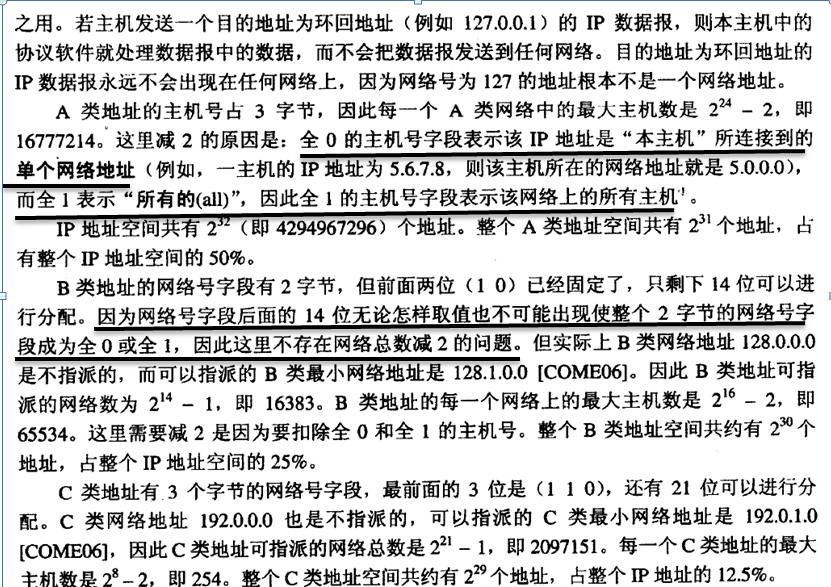 之用。若主机发送一个目的地址为环回地址（例如 127.0.0.1）的 IP 数据报，则本主机中的
协议软件就处理数据报中的数据，而不会把数据报发送到任何网络。目的地址为环回地址的
IP 数据报永远不会出现在任何网络上，因为网络号为 127 的地址根本不是一个网络地址。
A 类地址的主机号占 3 字节，因此每一个 A 类网络中的最大主机数是 2²⁴ − 2，即
16777214。这里减 2 的原因是：全 0 的主机号字段表示该 IP 地址是“本主机”所连接到的
单个网络地址（例如，一主机的 IP 地址为 5.6.7.8，则该主机所在的网络地址就是 5.0.0.0），
而全 1 表示“所有的(all)”，因此全 1 的主机号字段表示该网络上的所有主机¹。
IP 地址空间共有 2³²（即 4294967296）个地址。整个 A 类地址空间共有 2³¹ 个地址，占
有整个 IP 地址空间的 50%。
B 类地址的网络号字段有 2 字节，但前面两位（1 0）已经固定了，只剩下 14 位可以进
行分配。因为网络号字段后面的 14 位无论怎样取值也不可能出现使整个 2 字节的网络号字
段成为全 0 或全 1，因此这里不存在网络总数减 2 的问题。但实际上 B 类网络地址 128.0.0.0
是不指派的，而可以指派的 B 类最小网络地址是 128.1.0.0 [COME06]。因此 B 类地址可指
派的网络数为 2¹⁴ − 1，即 16383。B 类地址的每一个网络上的最大主机数是 2¹⁶ − 2，即
65534。这里需要减 2 是因为要扣除全 0 和全 1 的主机号。整个 B 类地址空间共约有 2³⁰ 个
地址，占整个 IP 地址空间的 25%。
C 类地址有 3 个字节的网络号字段，最前面的 3 位是（1 1 0），还有 21 位可以进行分
配。C 类网络地址 192.0.0.0 也是不指派的，可以指派的 C 类最小网络地址是 192.0.1.0
[COME06]，因此 C 类地址可指派的网络总数是 2²¹ − 1，即 2097151。每一个 C 类地址的最大
主机数是 2⁸ − 2，即 254。整个 C 类地址空间共约有 2²⁹ 个地址，占整个 IP 地址的 12.5%。